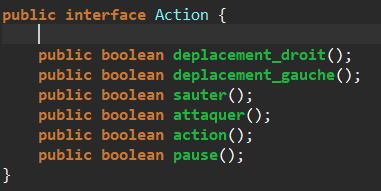 public interface Action {
public boolean deplacement_droit();
public boolean deplacement_gauche();
public boolean sauter();
public boolean attaquer();
public boolean action();
public boolean pause();
}